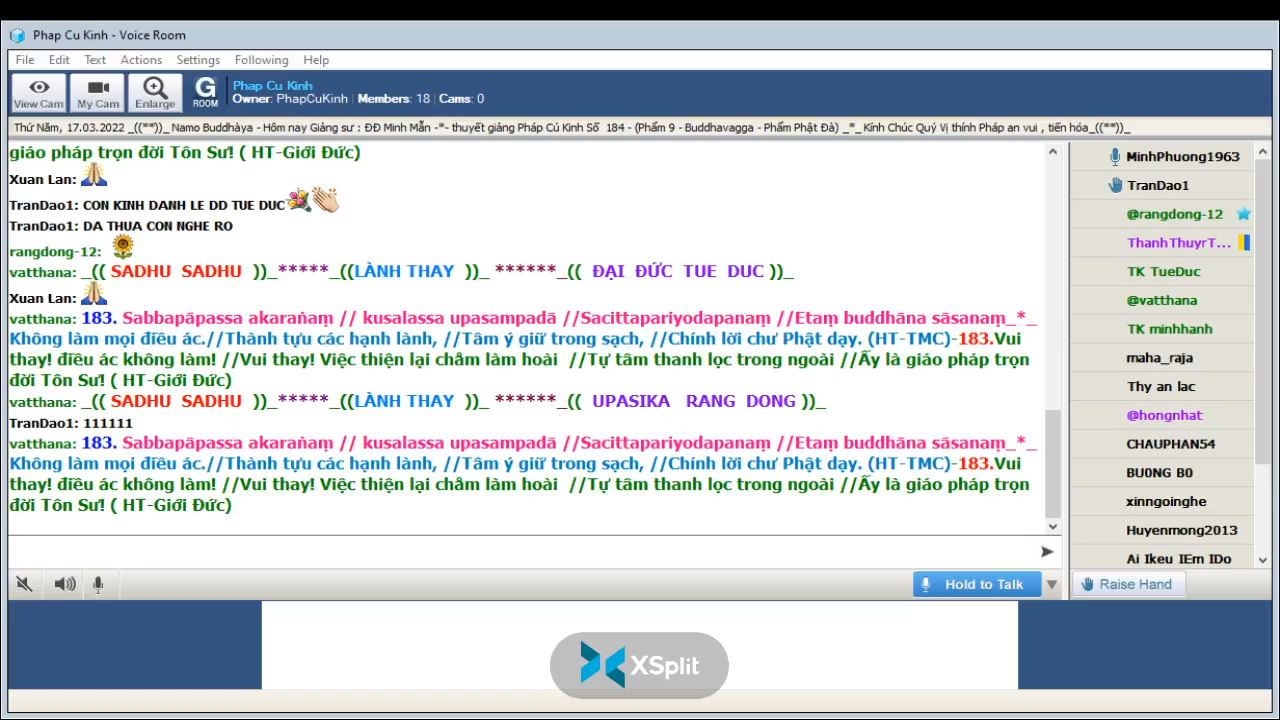 Phap Cu Kinh - Voice Room
File Edit Text Actions Settings Following Help
View Cam My Cam Enlarge G ROOM
Phap Cu Kinh
Owner: PhapCuKinh | Members: 18 | Cams: 0
Thứ Năm, 17.03.2022 _((**))_ Namo Buddhàya - Hôm nay Giảng sư : ĐĐ Minh Mẫn -*- thuyết giảng Pháp Cú Kinh Số 184 - (Phẩm 9 - Buddhavagga - Phẩm Phật Đà) _*_ Kính Chúc Quý Vị thính Pháp an vui , tiến hóa_((**))_
giáo pháp trọn đời Tôn Sư! ( HT-Giới Đức)
Xuan Lan:
TranDao1: CON KINH DANH LE DD TUE DUC
TranDao1: DA THUA CON NGHE RO
rangdong-12:
vatthana: _(( SADHU SADHU ))_*****_((LÀNH THAY ))_ ******_(( ĐẠI ĐỨC TUE DUC ))_
Xuan Lan:
vatthana: 183. Sabbapāpassa akaraṅaṃ // kusalassa upasampadā //Sacittapariyodapanaṃ //Etaṃ buddhāna sāsanaṃ_*_
Không làm mọi điều ác.//Thành tựu các hạnh lành, //Tâm ý giữ trong sạch, //Chính lời chư Phật dạy. (HT-TMC)-183.Vui
thay! điều ác không làm! //Vui thay! Việc thiện lại chăm làm hoài //Tự tâm thanh lọc trong ngoài //Ấy là giáo pháp trọn
đời Tôn Sư! ( HT-Giới Đức)
vatthana: _(( SADHU SADHU ))_*****_((LÀNH THAY ))_ ******_(( UPASIKA RANG DONG ))_
TranDao1: 111111
vatthana: 183. Sabbapāpassa akaraṅaṃ // kusalassa upasampadā //Sacittapariyodapanaṃ //Etaṃ buddhāna sāsanaṃ_*_
Không làm mọi điều ác.//Thành tựu các hạnh lành, //Tâm ý giữ trong sạch, //Chính lời chư Phật dạy. (HT-TMC)-183.Vui
thay! điều ác không làm! //Vui thay! Việc thiện lại chăm làm hoài //Tự tâm thanh lọc trong ngoài //Ấy là giáo pháp trọn
đời Tôn Sư! ( HT-Giới Đức)
MinhPhuong1963
TranDao1
@rangdong-12
ThanhThuyrT...
TK TueDuc
@vatthana
TK minhhanh
maha_raja
Thy an lac
@hongnhat
CHAUPHAN54
BU0NG B0
xinngoinghe
Huyenmong2013
Ai Ikeu IEm IDo
Hold to Talk
Raise Hand
XSplit